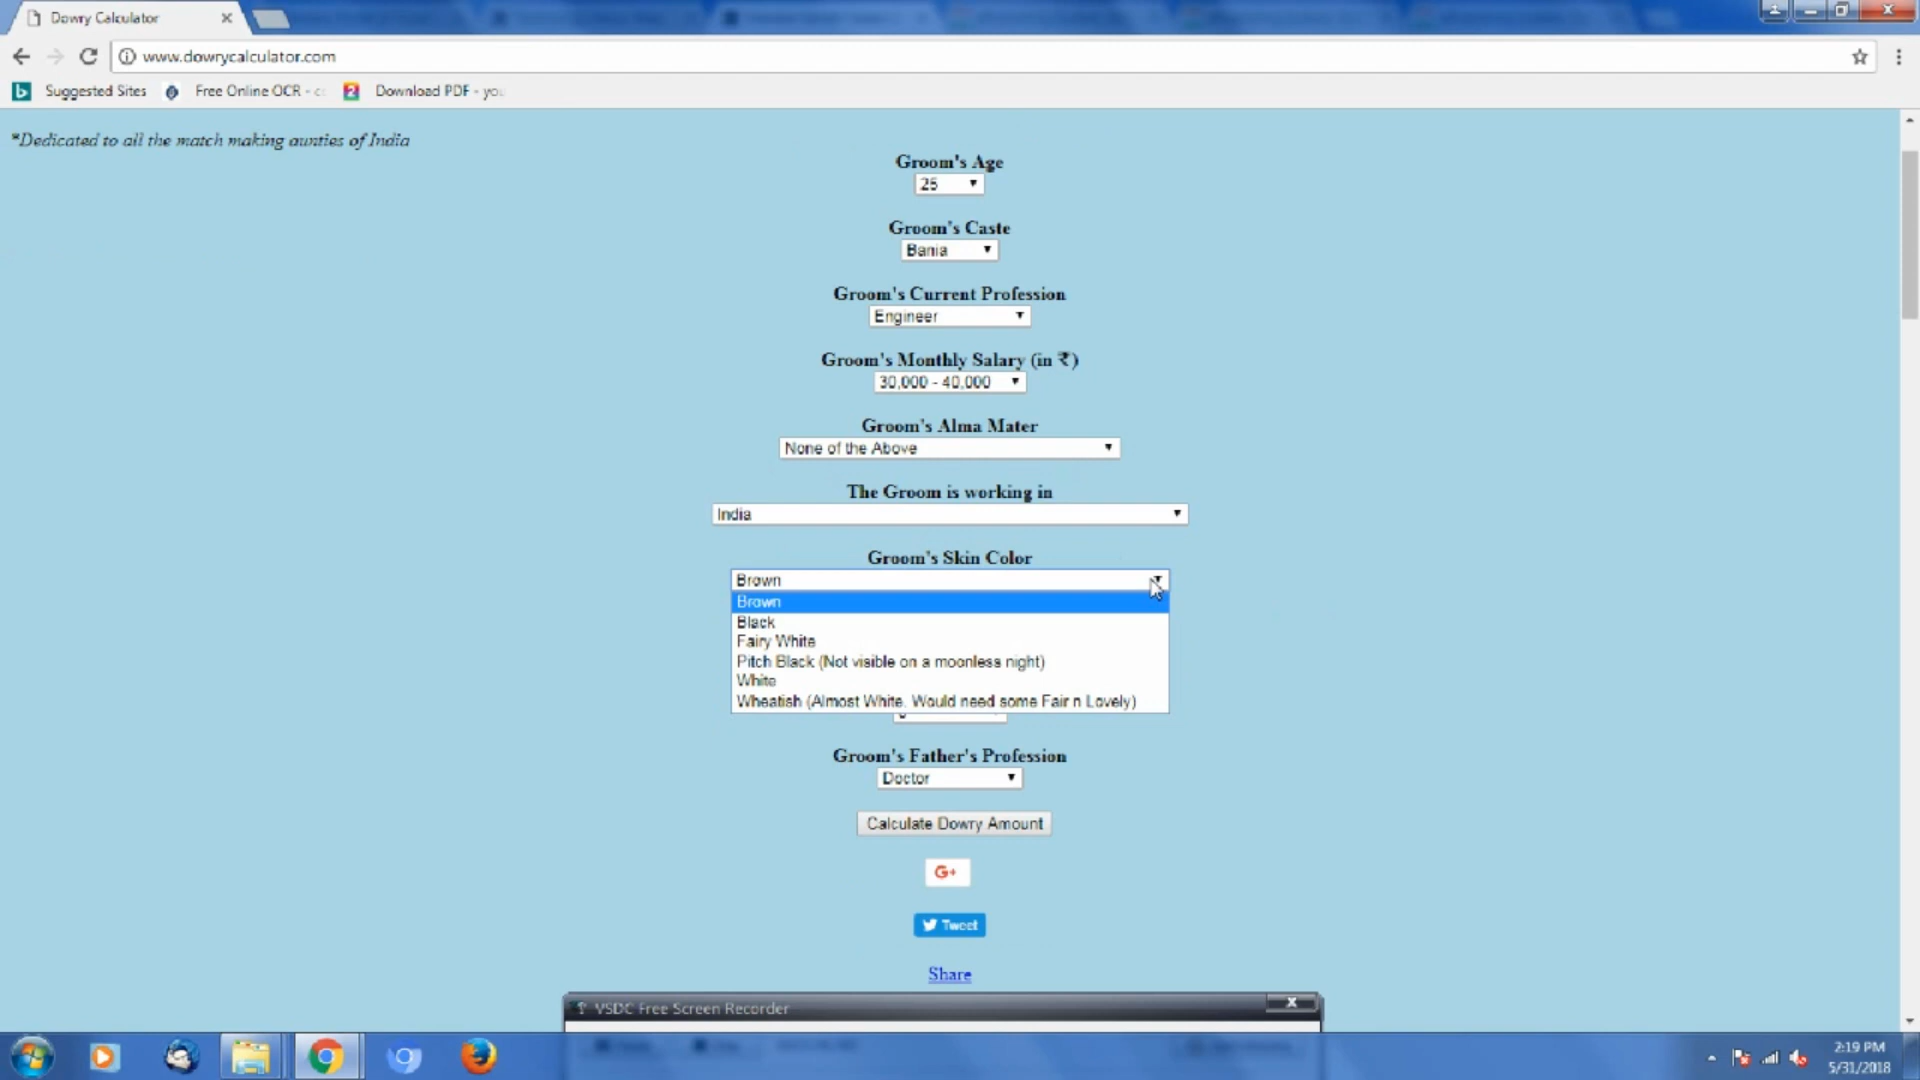 Dowry Calculator
www.dowrycalculator.com
Suggested Sites
Free Online OCR - c
Download PDF - you
*Dedicated to all the match making aunties of India
Groom's Age
25
Groom's Caste
Bania
Groom's Current Profession
Engineer
Groom's Monthly Salary (in ₹)
30,000 - 40,000
Groom's Alma Mater
None of the Above
The Groom is working in
India
Groom's Skin Color
Brown
Brown
Black
Fairy White
Pitch Black (Not visible on a moonless night)
White
Wheatish (Almost White. Would need some Fair n Lovely)
Groom's Father's Profession
Doctor
Calculate Dowry Amount
G+
Tweet
Share
VSDC Free Screen Recorder
2:19 PM
5/31/2018